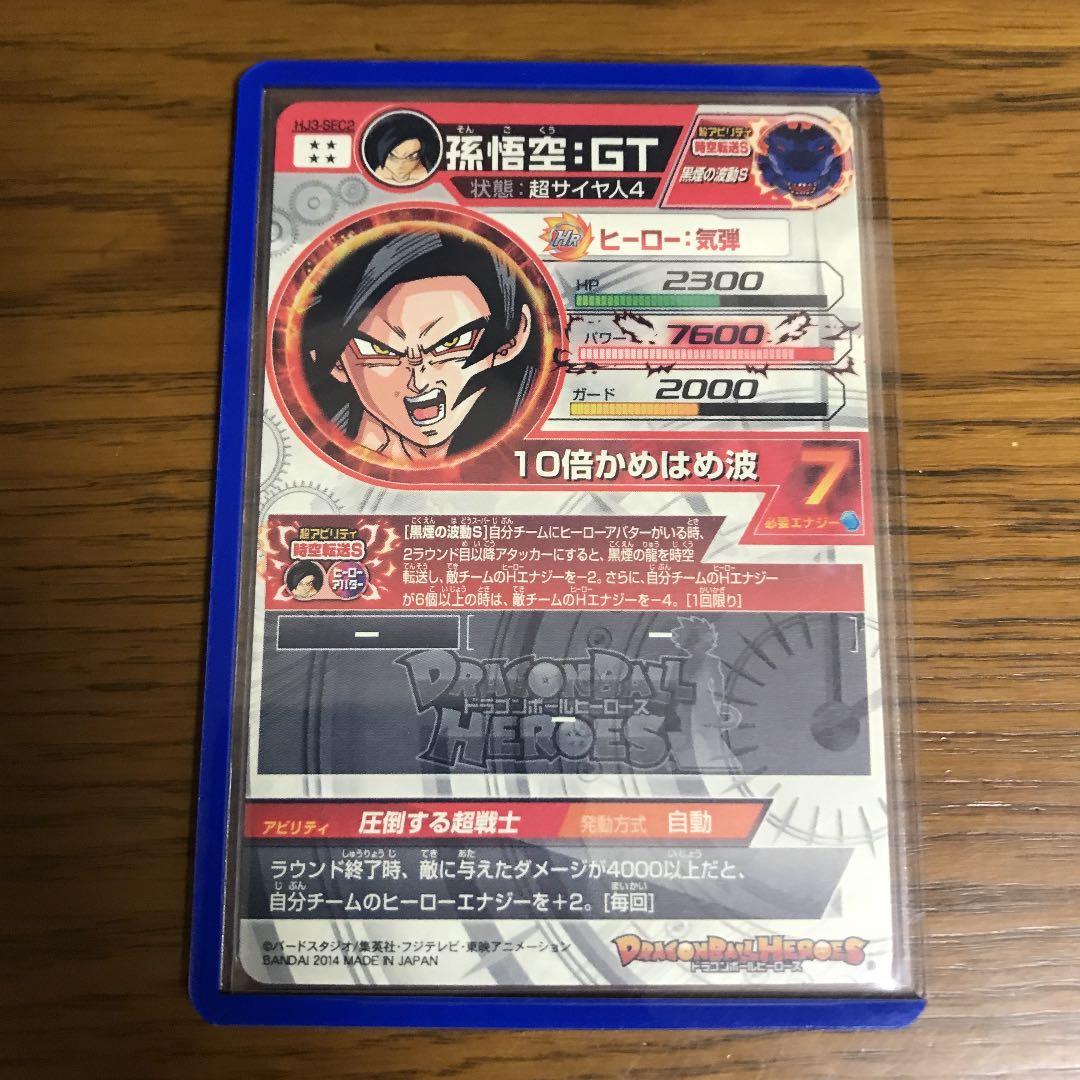 HJ3-SEC2
★★
★★
そん ご くう
孫悟空:GT
状態:超サイヤ人4
超アビリティ
時空転送S
黒煙の波動S
HR ヒーロー:気弾
HP 2300
パワー 7600
ガード 2000
10倍かめはめ波
7
必要エナジー
超アビリティ
時空転送S
ヒーロー
アバター
[黒煙の波動S]自分チームにヒーローアバターがいる時、
2ラウンド目以降アタッカーにすると、黒煙の龍を時空
転送し、敵チームのHエナジーを−2。さらに、自分チームのHエナジー
が6個以上の時は、敵チームのHエナジーを−4。[1回限り]
ー [ ー ]
DRAGONBALL
ドラゴンボールヒーローズ
ー
HEROES
アビリティ 圧倒する超戦士 発動方式 自動
ラウンド終了時、敵に与えたダメージが4000以上だと、
自分チームのヒーローエナジーを+2。[毎回]
©バードスタジオ/集英社・フジテレビ・東映アニメーション
BANDAI 2014 MADE IN JAPAN
DRAGONBALL HEROES
ドラゴンボールヒーローズ